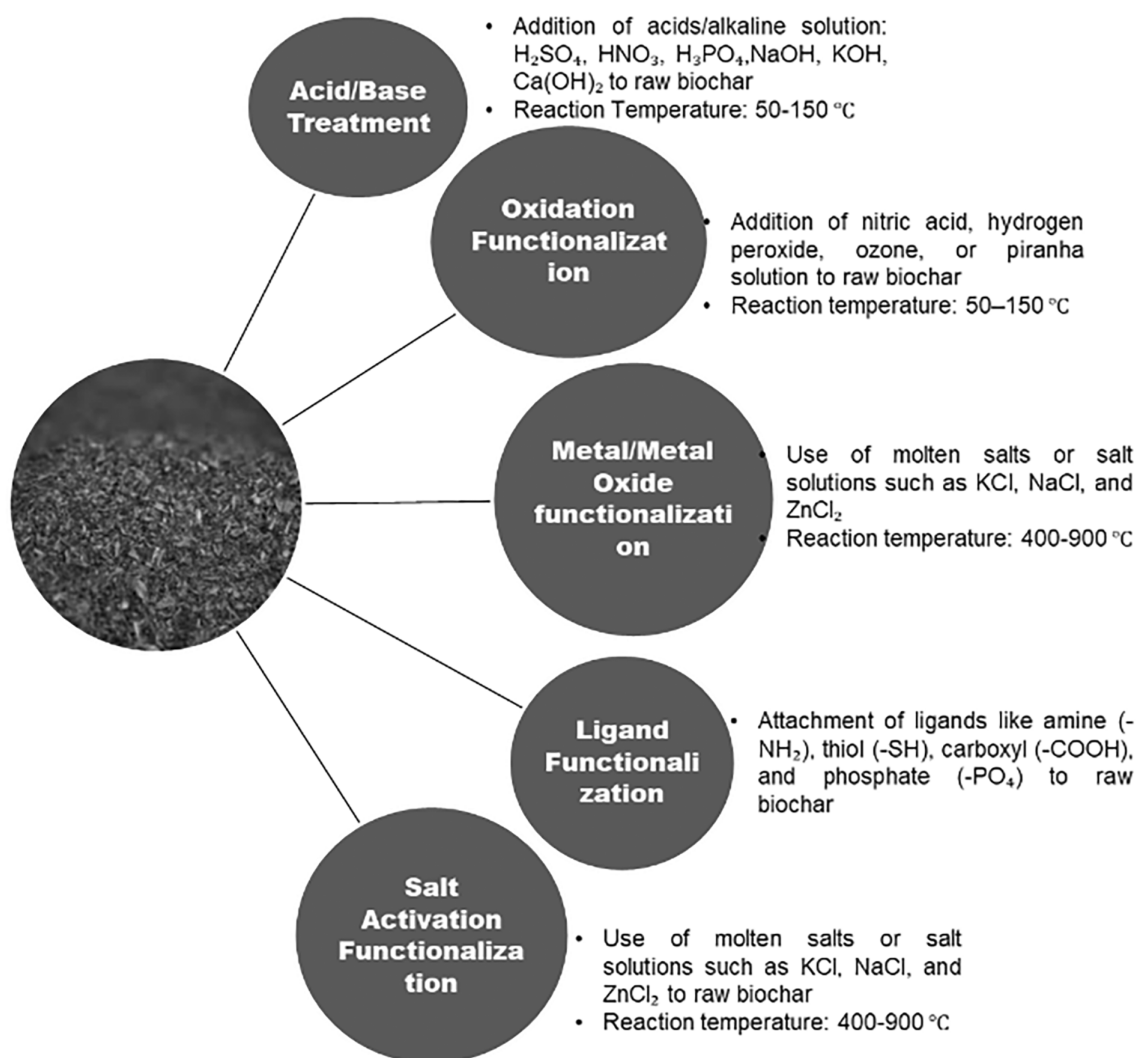 Acid/Base
Treatment
• Addition of acids/alkaline solution:
H₂SO₄, HNO₃, H₃PO₄,NaOH, KOH,
Ca(OH)₂ to raw biochar
• Reaction Temperature: 50-150 ℃
Oxidation
Functionalizat
ion
• Addition of nitric acid, hydrogen
peroxide, ozone, or piranha
solution to raw biochar
• Reaction temperature: 50–150 ℃
Metal/Metal
Oxide
functionalizati
on
• Use of molten salts or salt
solutions such as KCl, NaCl, and
ZnCl₂
• Reaction temperature: 400-900 ℃
Ligand
Functionali
zation
• Attachment of ligands like amine (-
NH₂), thiol (-SH), carboxyl (-COOH),
and phosphate (-PO₄) to raw
biochar
Salt
Activation
Functionaliza
tion
• Use of molten salts or salt
solutions such as KCl, NaCl, and
ZnCl₂ to raw biochar
• Reaction temperature: 400-900 ℃